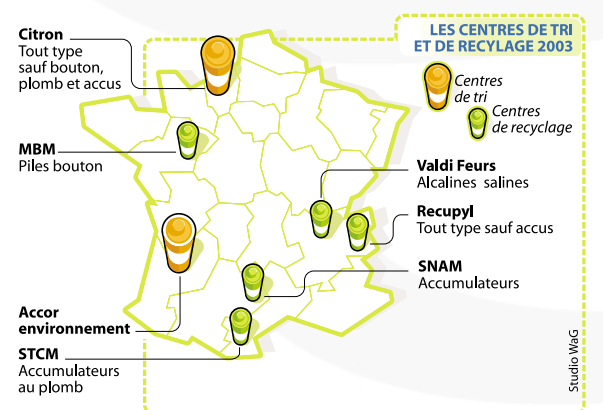 LES CENTRES DE TRI
ET DE RECYLAGE 2003
Centres
de tri
Centres
de recyclage
Citron
Tout type
sauf bouton,
plomb et accus
MBM
Piles bouton
Valdi Feurs
Alcalines salines
Recupyl
Tout type sauf accus
SNAM
Accumulateurs
Accor
environnement
STCM
Accumulateurs
au plomb
Studio WaG